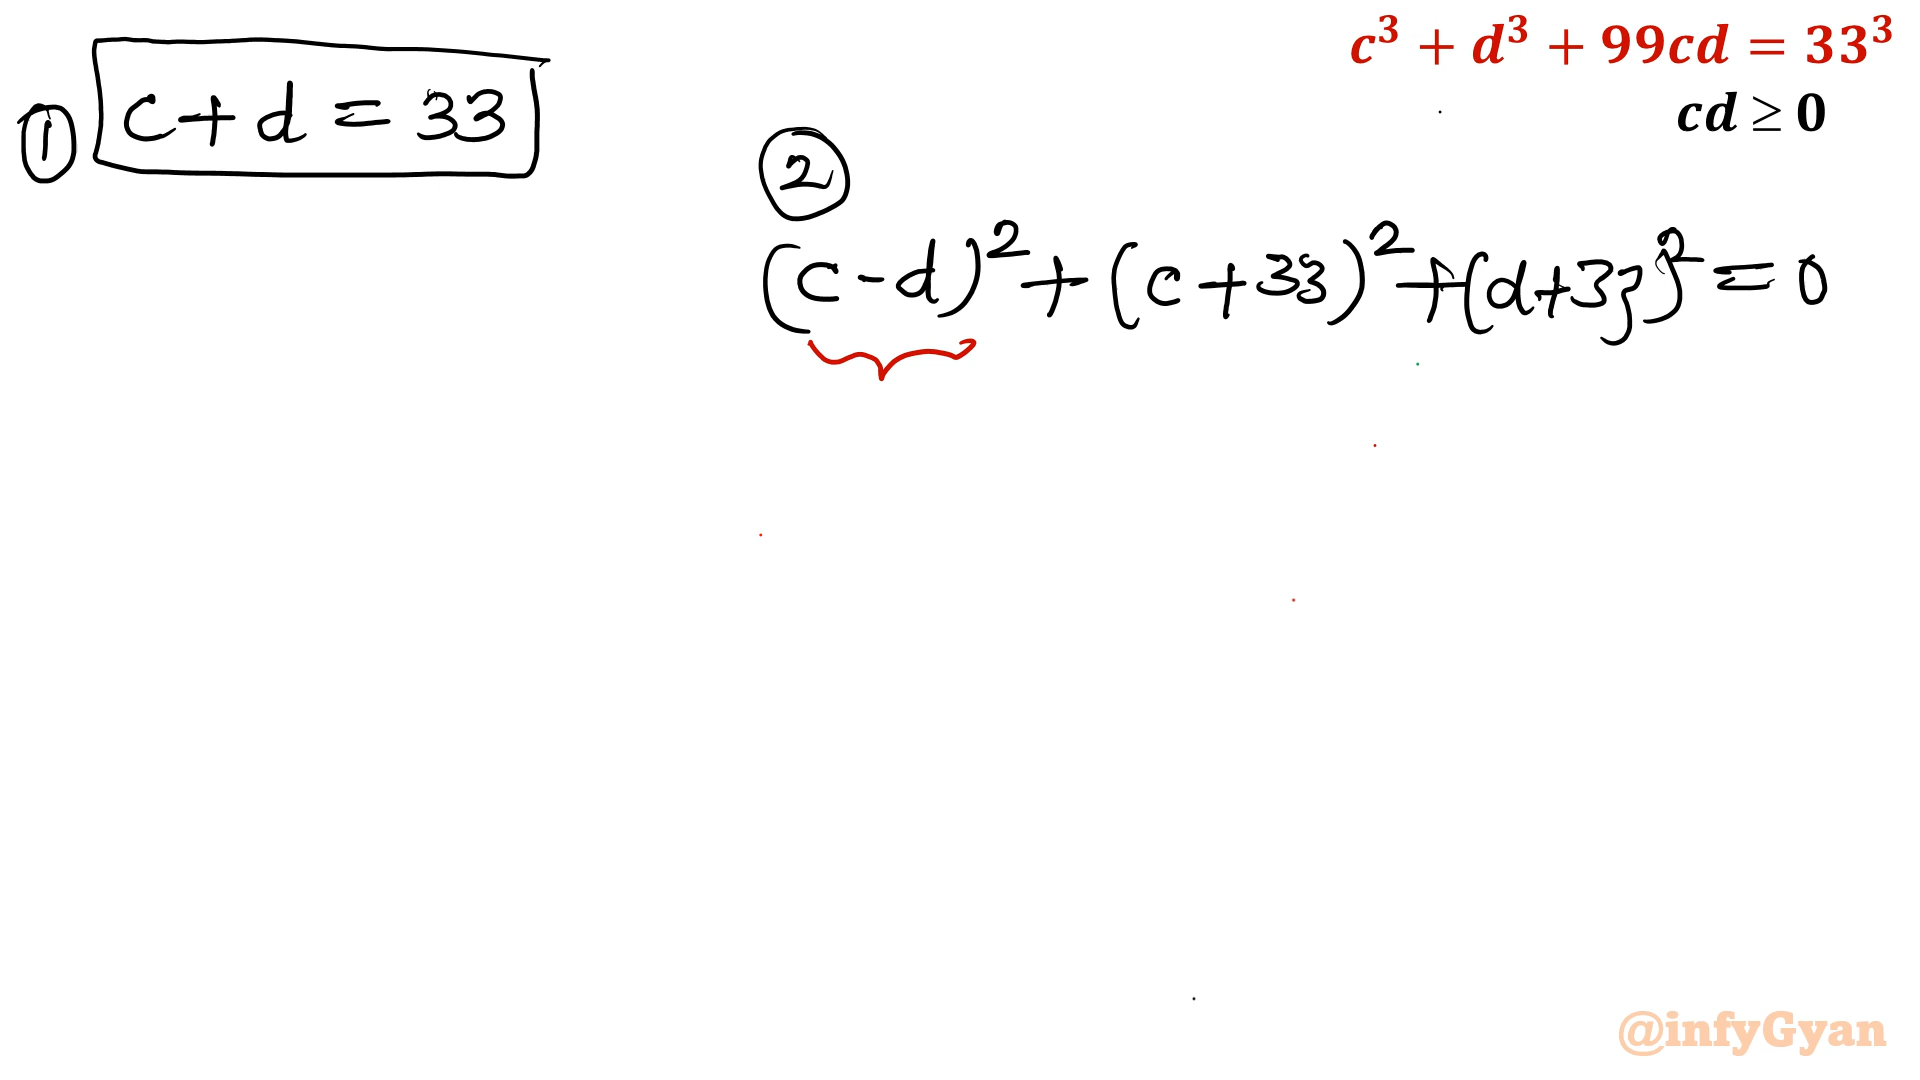 c³ + d³ + 99cd = 33³
cd ≥ 0
① c + d = 33
②
(c - d)² + (c + 33)² + (d + 33)² = 0
@infyGyan